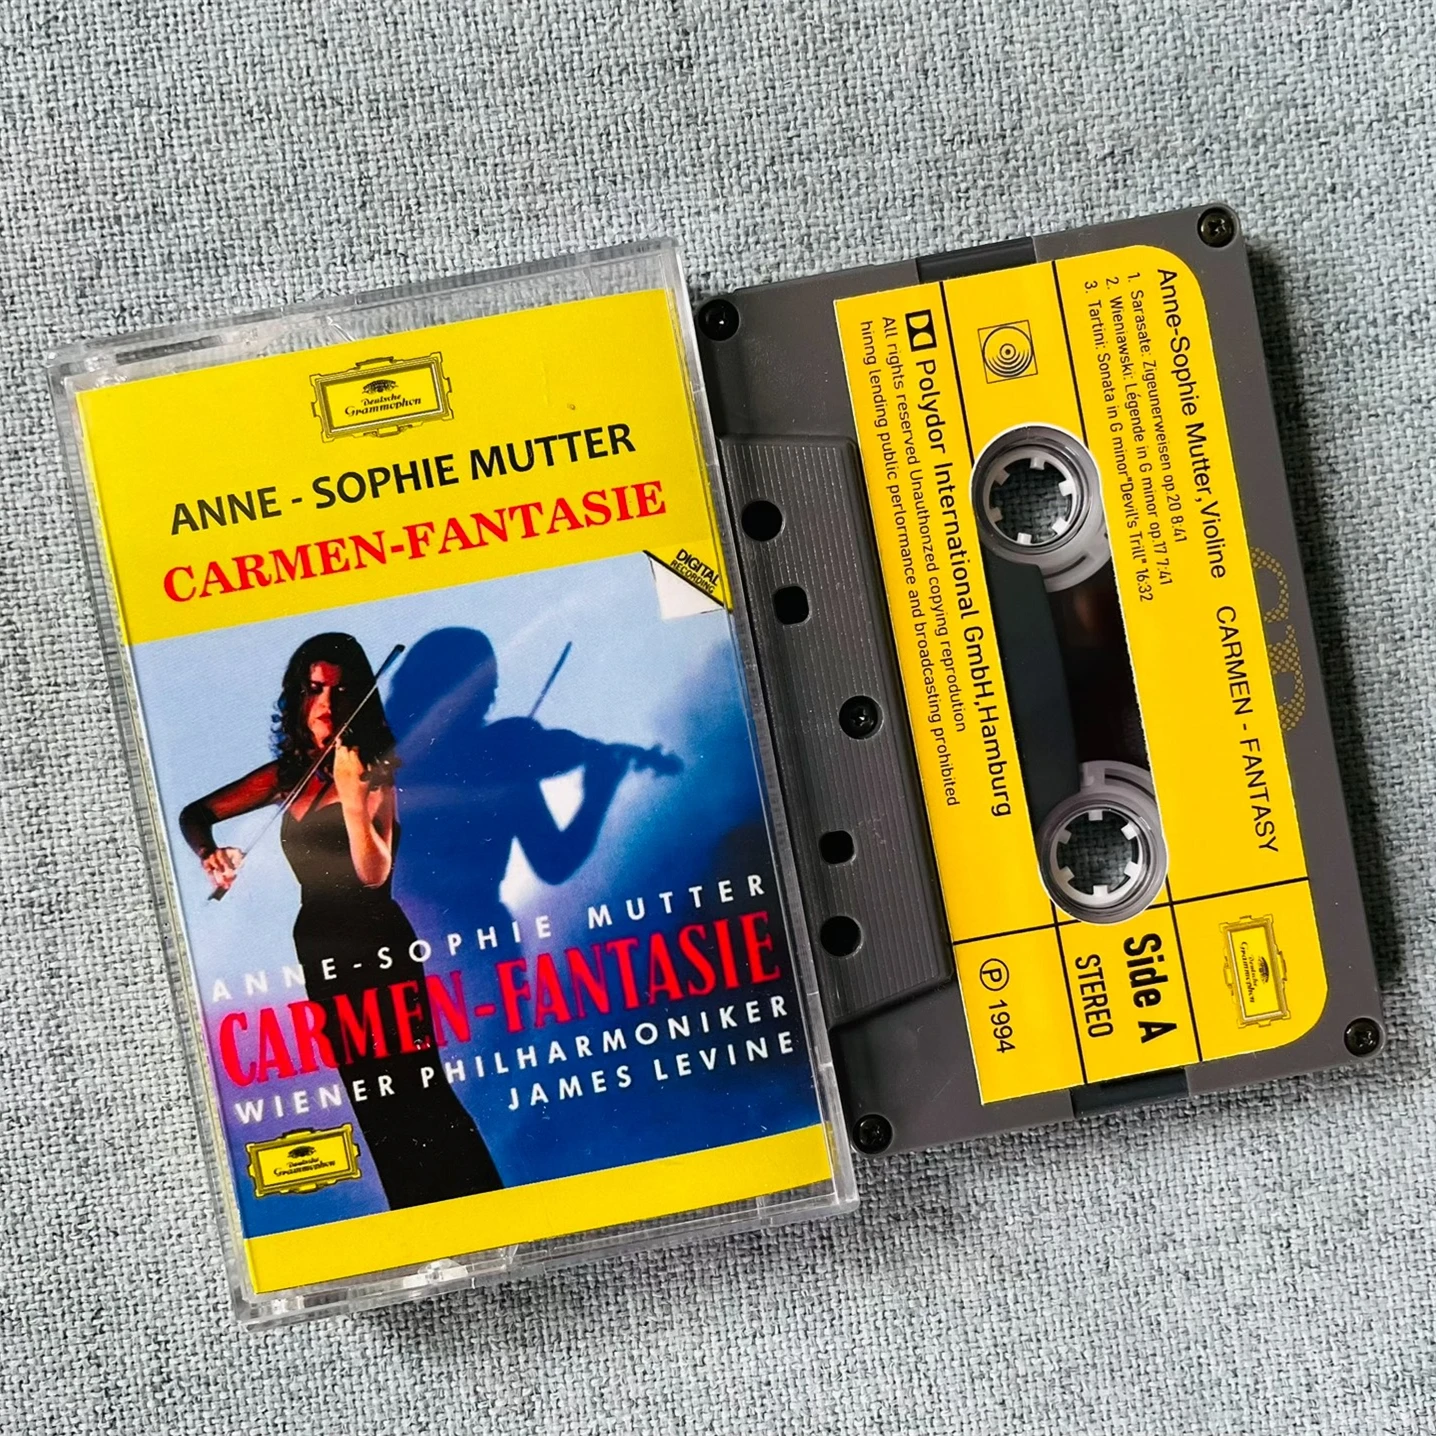 Deutsche
Grammophon
ANNE - SOPHIE MUTTER
CARMEN-FANTASIE
DIGITAL
RECORDING
ANNE-SOPHIE MUTTER
CARMEN-FANTASIE
WIENER PHILHARMONIKER
JAMES LEVINE
Deutsche
Grammophon
Anne-Sophie Mutter,Violine CARMEN - FANTASY
1. Sarasate: Zigeunerweisen op.20 8:41
2. Wieniawski: Légende in G minor op.17 7:41
3. Tartini: Sonata in G minor"Devil's Trill" 16:32
Deutsche
Grammophon
Side A
STEREO
Ⓟ 1994
Polydor International GmbH,Hamburg
All rights reserved Unauthonzed copying reprodution
hinng lending public performance and broadcasting prohibited